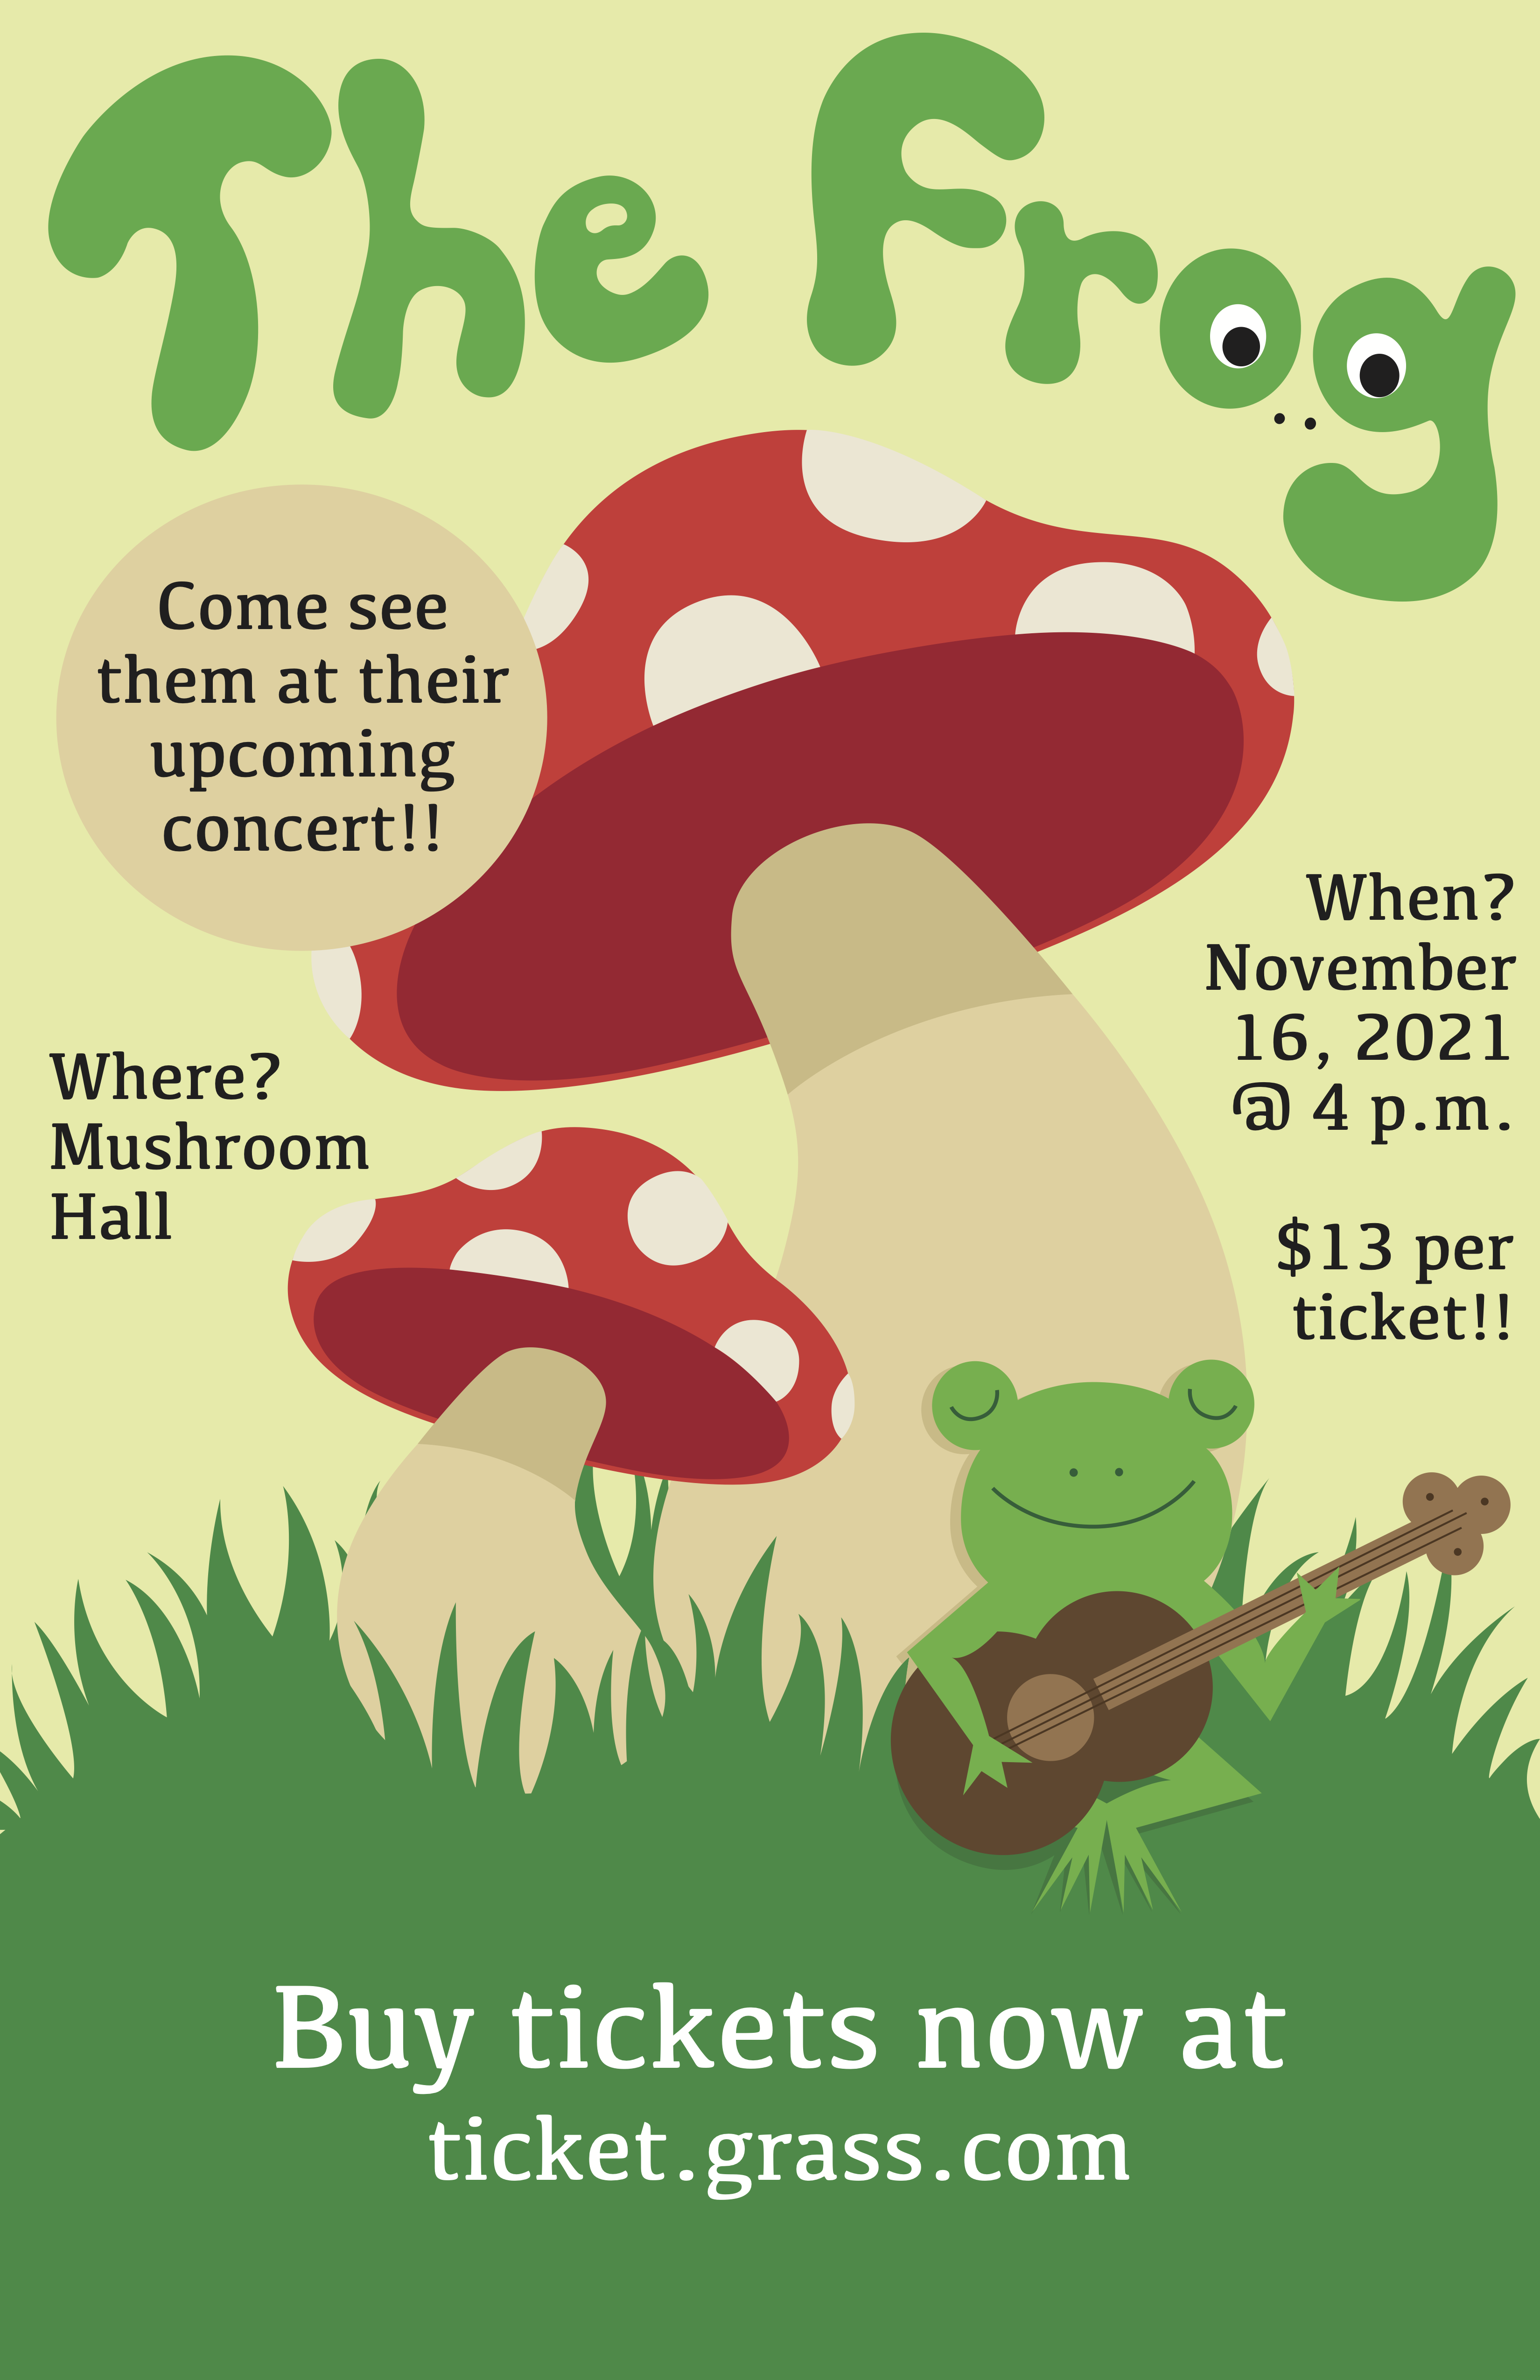 The Frog
Come see
them at their
upcoming
concert!!
Where?
Mushroom
Hall
When?
November
16, 2021
@ 4 p.m.
$13 per
ticket!!
Buy tickets now at
ticket.grass.com